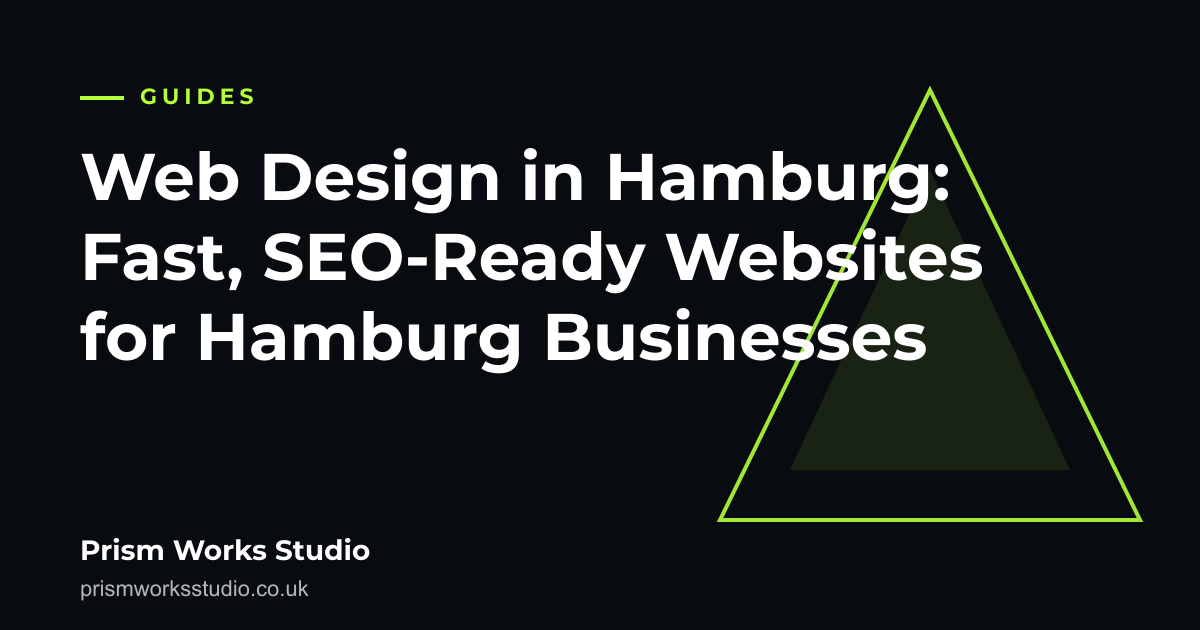 GUIDES
Web Design in Hamburg:
Fast, SEO-Ready Websites
for Hamburg Businesses
Prism Works Studio
prismworksstudio.co.uk